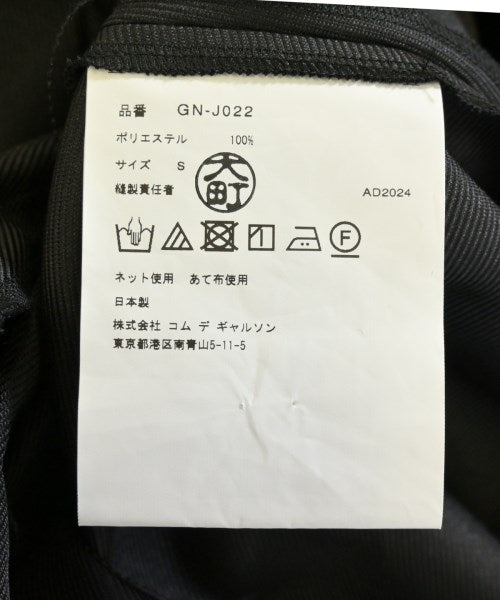 品番 GN-J022
ポリエステル 100%
サイズ S
縫製責任者 大町 AD2024
F
ネット使用 あて布使用
日本製
株式会社 コム デ ギャルソン
東京都港区南青山5-11-5